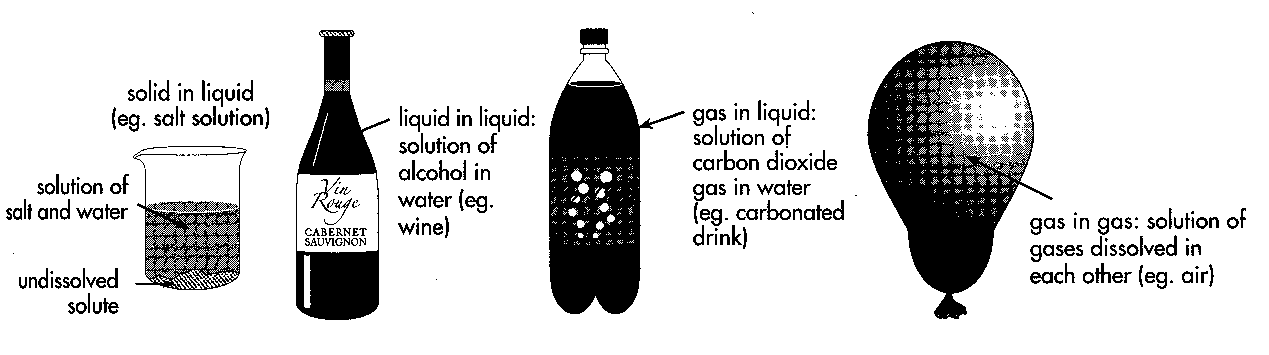 solid in liquid
(eg. salt solution)
solution of
salt and water
undissolved
solute
Vin
Rouge
CABERNET
SAUVIGNON
liquid in liquid:
solution of
alcohol in
water (eg.
wine)
gas in liquid:
solution of
carbon dioxide
gas in water
(eg. carbonated
drink)
gas in gas: solution of
gases dissolved in
each other (eg. air)